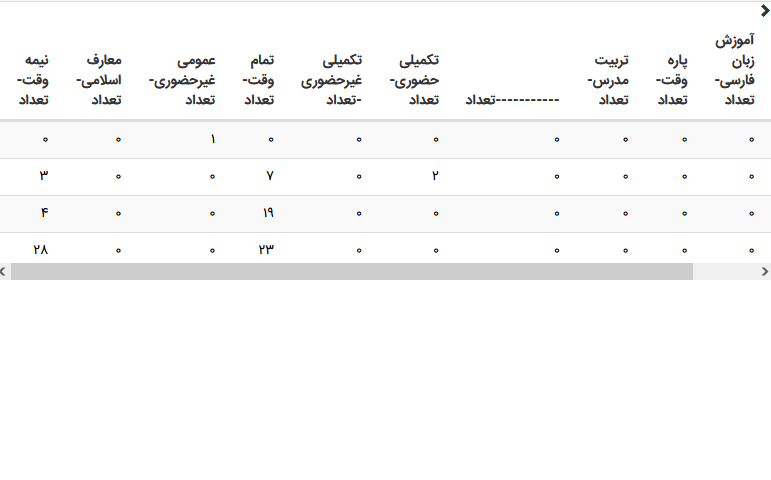 آموزش زبان فارسی-تعداد	پاره وقت-تعداد	تربیت مدرس-تعداد	-----------تعداد	تکمیلی حضوری-تعداد	تکمیلی غیرحضوری-تعداد	تمام وقت-تعداد	عمومی غیرحضوری-تعداد	معارف اسلامی-تعداد	نیمه وقت-تعداد
۰	۰	۰	۰	۰	۰	۰	۱	۰	۰
۰	۰	۰	۰	۲	۰	۷	۰	۰	۳
۰	۰	۰	۰	۰	۰	۱۹	۰	۰	۴
۰	۰	۰	۰	۰	۰	۲۳	۰	۰	۲۸